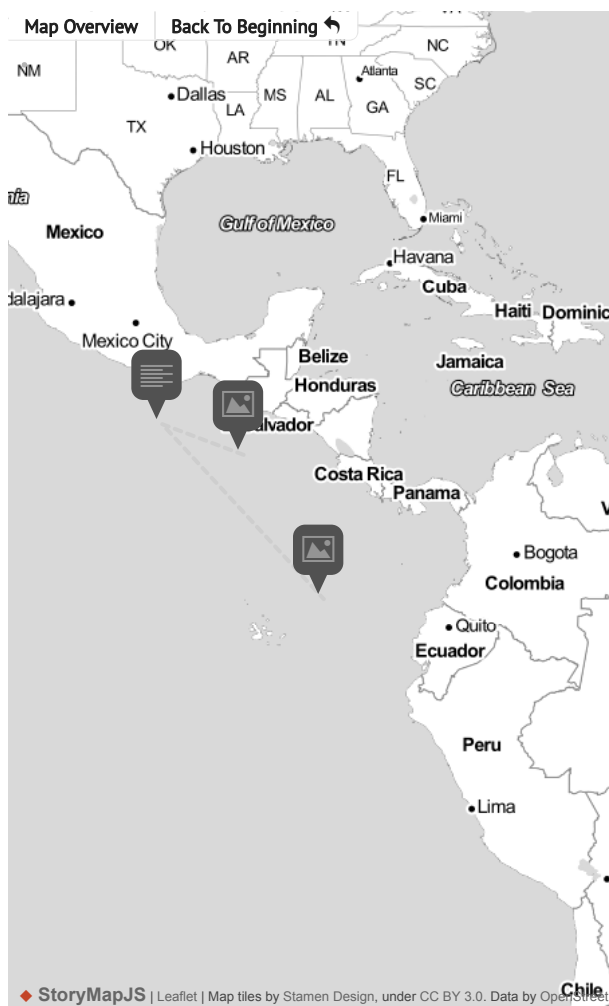 Map Overview
Back To Beginning
OK
TN
NC
NM
AR
Atlanta
SC
Dallas
MS
AL
GA
LA
TX
Houston
FL
nia
Miami
Gulf of Mexico
Mexico
Havana
Cuba
dalajara
Haiti
Dominic
Mexico City
Belize
Jamaica
Honduras
Caribbean Sea
alvador
Costa Rica
Panama
V
Bogota
Colombia
Quito
Ecuador
Peru
Lima
Chile
StoryMapJS | Leaflet | Map tiles by Stamen Design, under CC BY 3.0. Data by OpenStreet